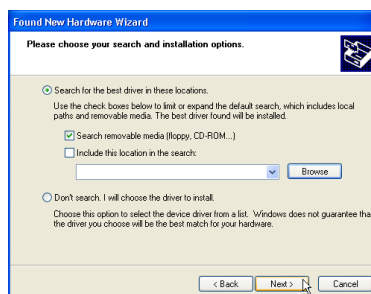 Found New Hardware Wizard
Please choose your search and installation options.
Search for the best driver in these locations.
Use the check boxes below to limit or expand the default search, which includes local
paths and removable media. The best driver found will be installed.
Search removable media (floppy, CD-ROM...)
Include this location in the search:
Browse
Don't search. I will choose the driver to install.
Choose this option to select the device driver from a list. Windows does not guarantee tha
the driver you choose will be the best match for your hardware.
< Back
Next >
Cancel